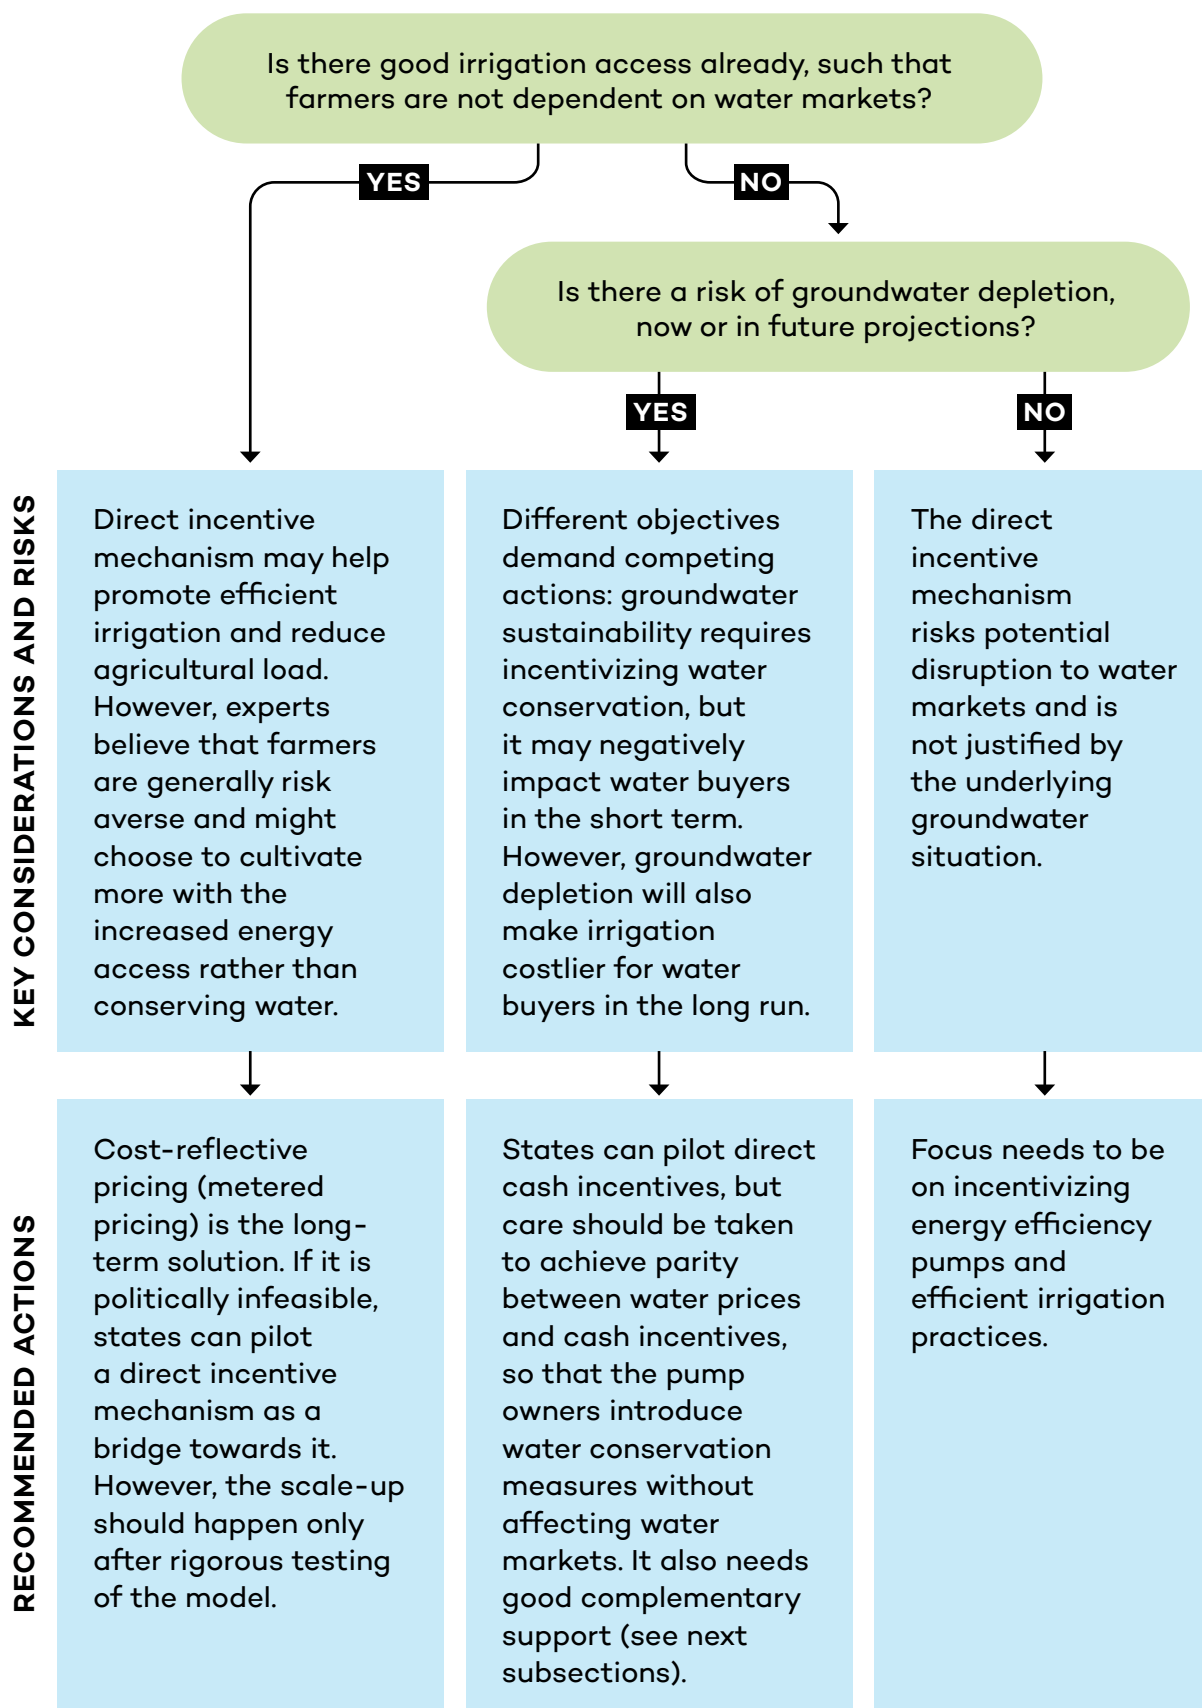 Is there good irrigation access already, such that
farmers are not dependent on water markets?
YES
NO
Is there a risk of groundwater depletion,
now or in future projections?
YES
NO
KEY CONSIDERATIONS AND RISKS
Direct incentive
mechanism may help
promote efficient
irrigation and reduce
agricultural load.
However, experts
believe that farmers
are generally risk
averse and might
choose to cultivate
more with the
increased energy
access rather than
conserving water.
Different objectives
demand competing
actions: groundwater
sustainability requires
incentivizing water
conservation, but
it may negatively
impact water buyers
in the short term.
However, groundwater
depletion will also
make irrigation
costlier for water
buyers in the long run.
The direct
incentive
mechanism
risks potential
disruption to water
markets and is
not justified by
the underlying
groundwater
situation.
RECOMMENDED ACTIONS
Cost-reflective
pricing (metered
pricing) is the long-
term solution. If it is
politically infeasible,
states can pilot
a direct incentive
mechanism as a
bridge towards it.
However, the scale-up
should happen only
after rigorous testing
of the model.
States can pilot direct
cash incentives, but
care should be taken
to achieve parity
between water prices
and cash incentives,
so that the pump
owners introduce
water conservation
measures without
affecting water
markets. It also needs
good complementary
support (see next
subsections).
Focus needs to be
on incentivizing
energy efficiency
pumps and
efficient irrigation
practices.